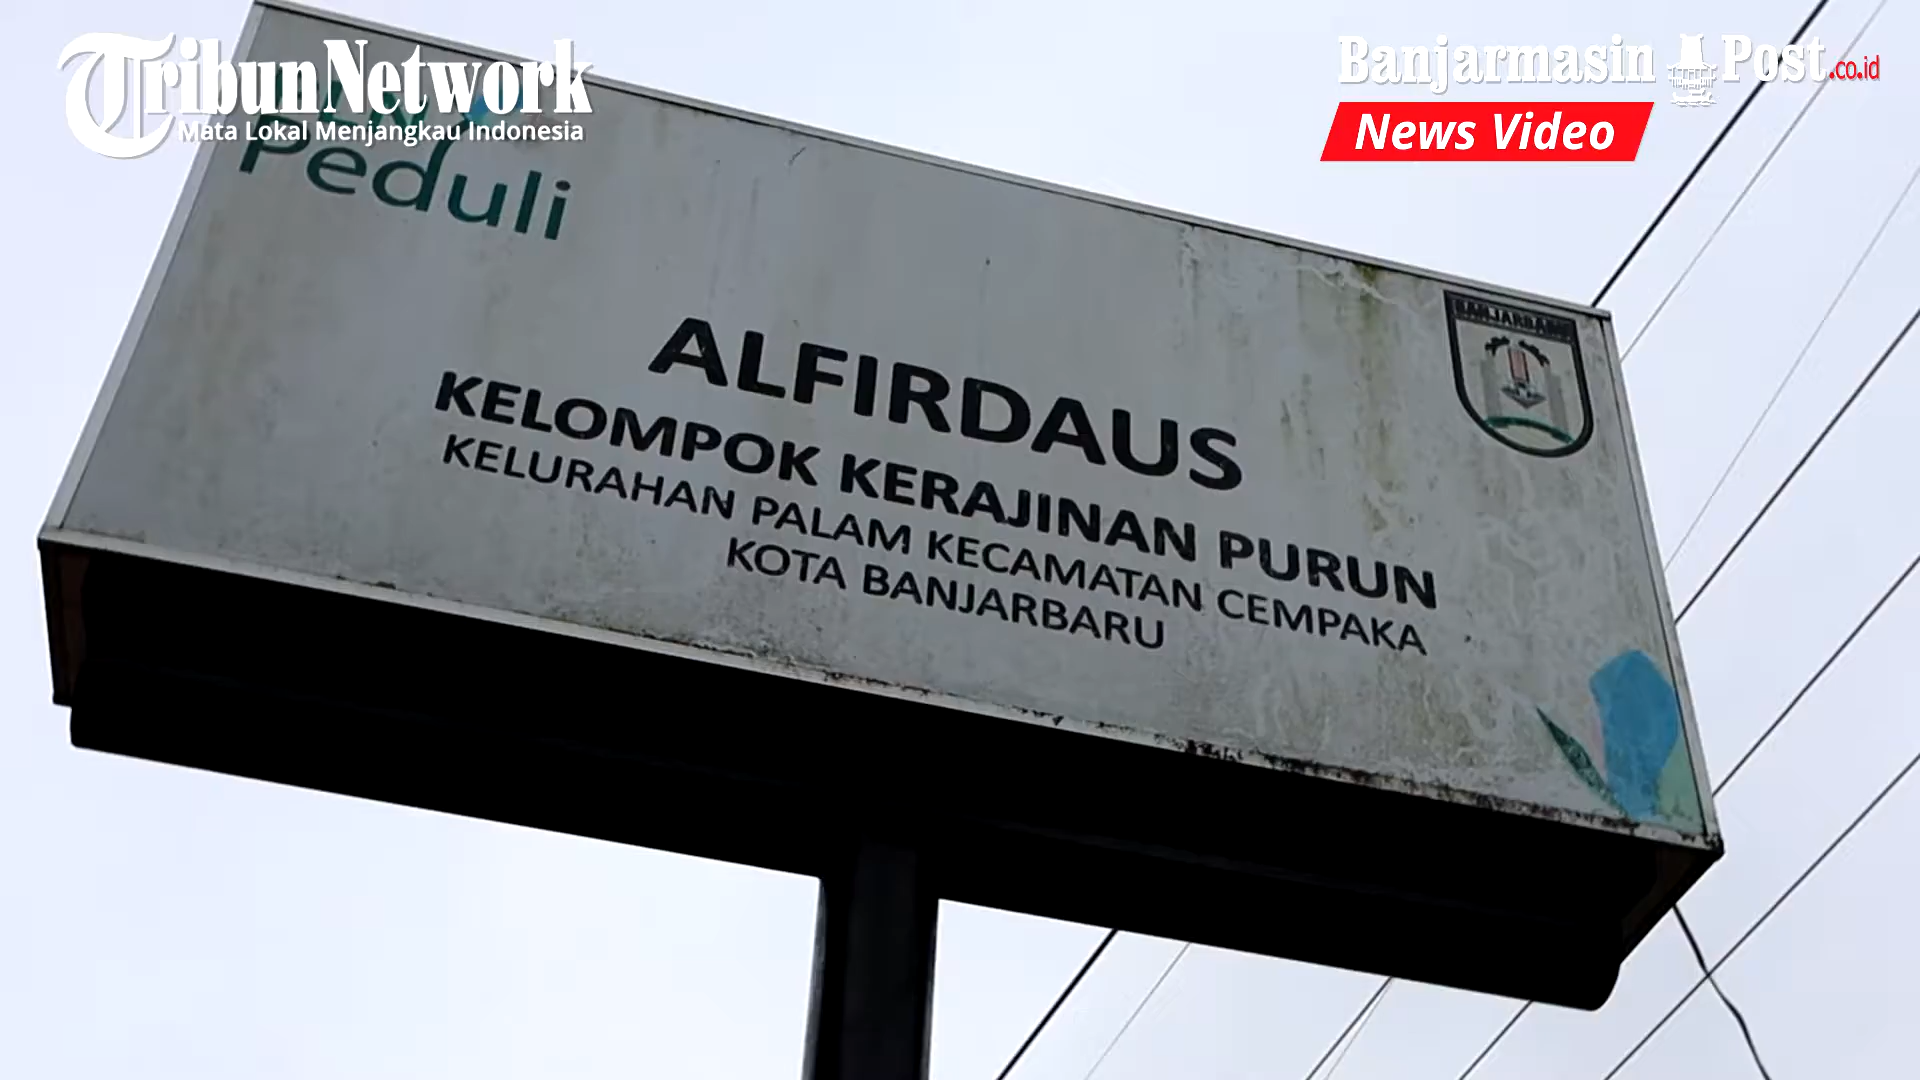 TribunNetwork
Mata Lokal Menjangkau Indonesia
Banjarmasin Post.co.id
News Video
Peduli
BANJARBARU
ALFIRDAUS
KELOMPOK KERAJINAN PURUN
KELURAHAN PALAM KECAMATAN CEMPAKA
KOTA BANJARBARU